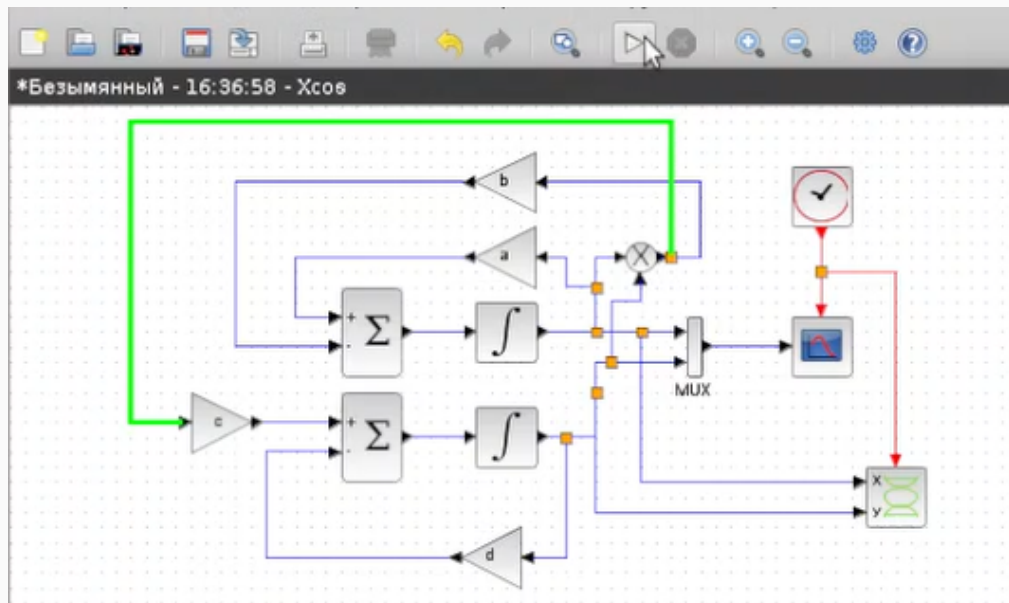 *Безымянный - 16:36:58 - Xcos
b
a
X
+
-
Σ
∫
MUX
c
+
-
Σ
∫
X
y
d